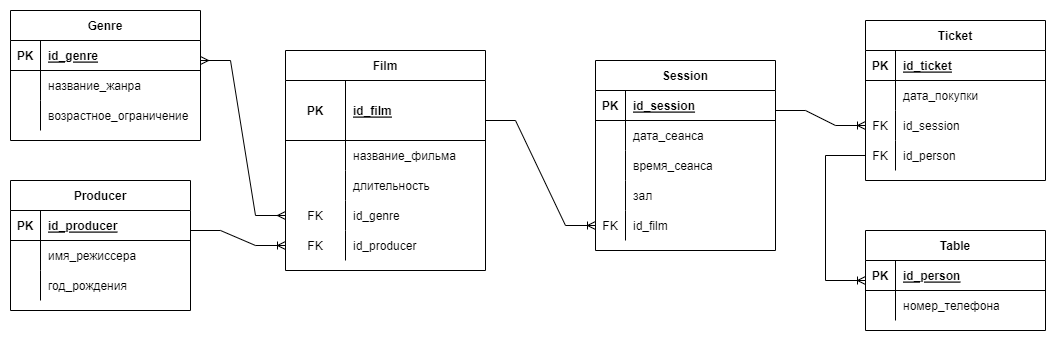 Genre
PK id_genre
название_жанра
возрастное_ограничение
Producer
PK id_producer
имя_режиссера
год_рождения
Film
PK id_film
название_фильма
длительность
FK id_genre
FK id_producer
Session
PK id_session
дата_сеанса
время_сеанса
зал
FK id_film
Ticket
PK id_ticket
дата_покупки
FK id_session
FK id_person
Table
PK id_person
номер_телефона